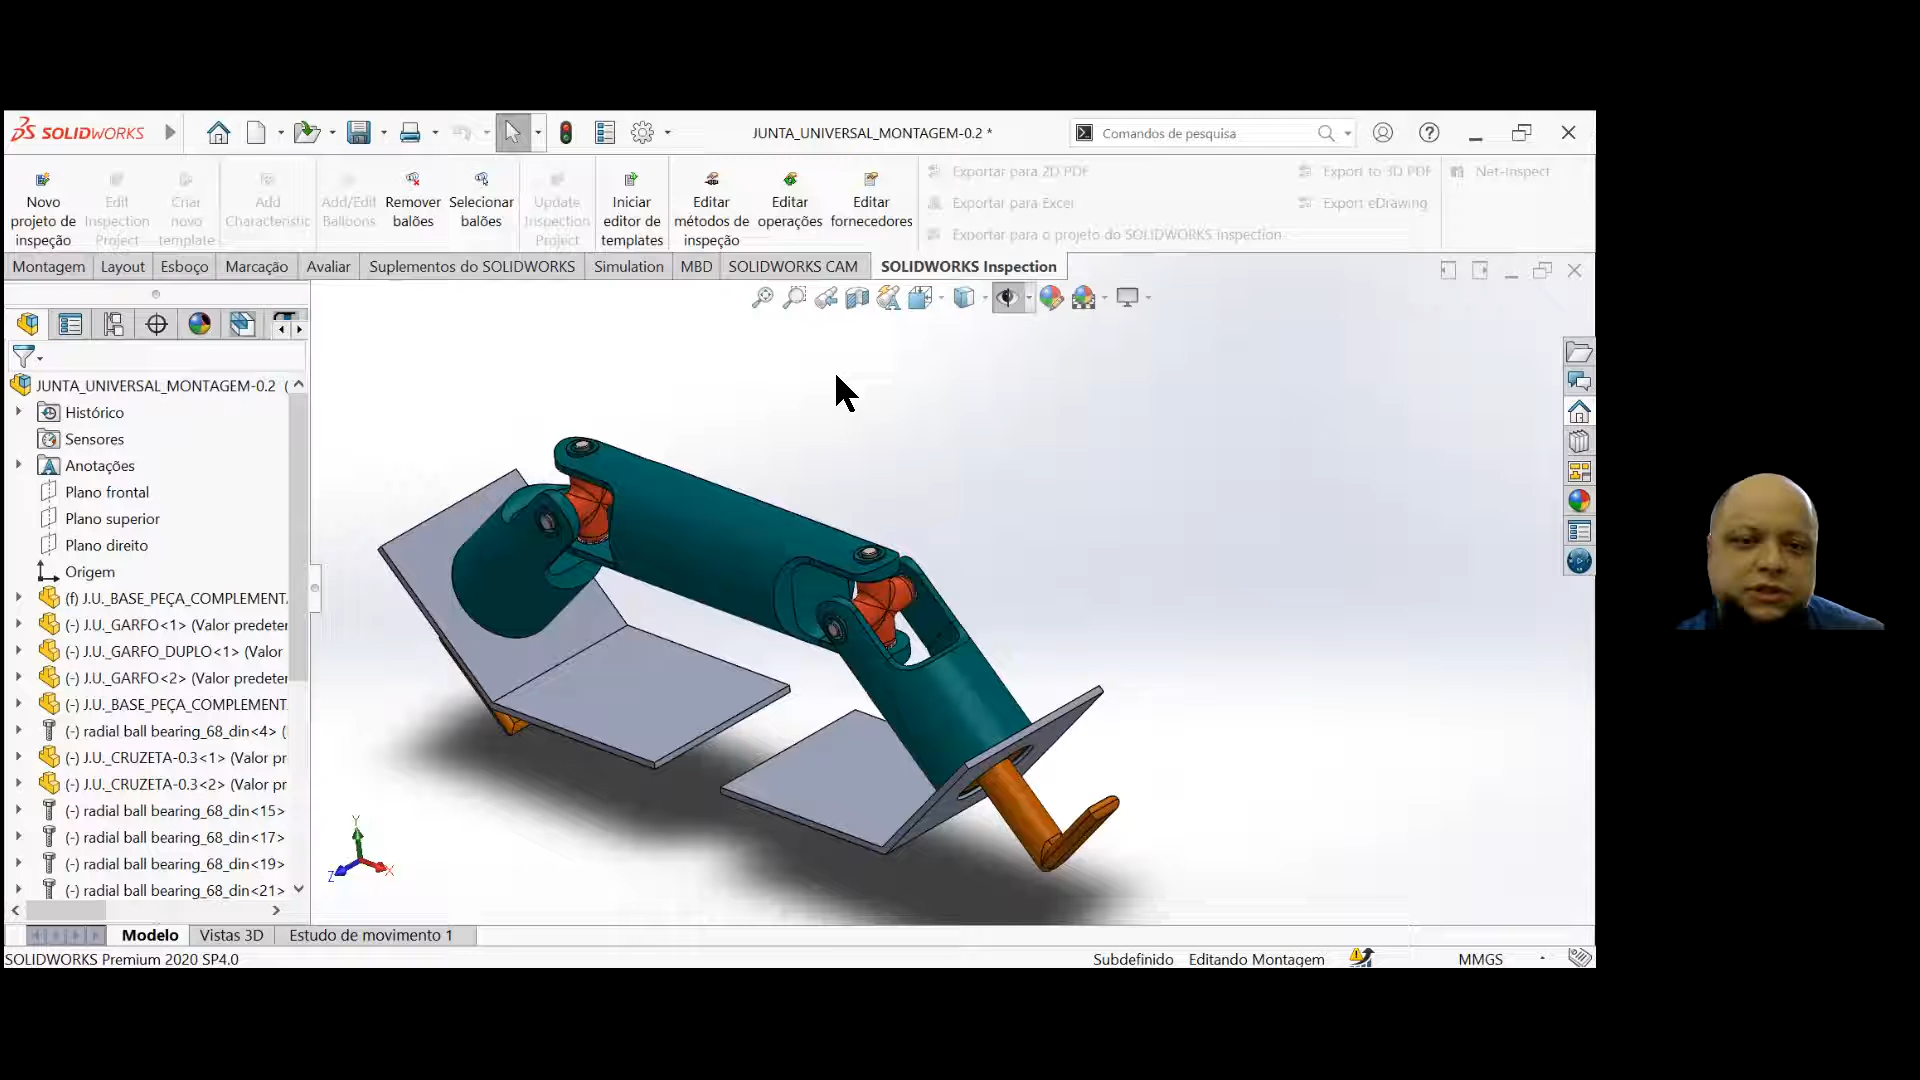 SOLIDWORKS
JUNTA_UNIVERSAL_MONTAGEM-0.2 *
Comandos de pesquisa
Novo projeto de inspeção
Edit Inspection Project
Criar novo template
Add Characteristic
Add/Edit Balloons
Remover balões
Selecionar balões
Update Inspection Project
Iniciar editor de templates
Editar métodos de inspeção
Editar operações
Editar fornecedores
Exportar para 2D PDF
Exportar para Excel
Exportar para o projeto do SOLIDWORKS Inspection
Export to 3D PDF
Export eDrawing
Net-Inspect
Montagem
Layout
Esboço
Marcação
Avaliar
Suplementos do SOLIDWORKS
Simulation
MBD
SOLIDWORKS CAM
SOLIDWORKS Inspection
JUNTA_UNIVERSAL_MONTAGEM-0.2 (
Histórico
Sensores
Anotações
Plano frontal
Plano superior
Plano direito
Origem
(f) J.U._BASE_PEÇA_COMPLEMENT.
(-) J.U._GARFO<1> (Valor predeter
(-) J.U._GARFO_DUPLO<1> (Valor
(-) J.U._GARFO<2> (Valor predeter
(-) J.U._BASE_PEÇA_COMPLEMENT.
(-) radial ball bearing_68_din<4> (
(-) J.U._CRUZETA-0.3<1> (Valor pr
(-) J.U._CRUZETA-0.3<2> (Valor pr
(-) radial ball bearing_68_din<15>
(-) radial ball bearing_68_din<17>
(-) radial ball bearing_68_din<19>
(-) radial ball bearing_68_din<21>
Y
Z
X
Modelo
Vistas 3D
Estudo de movimento 1
SOLIDWORKS Premium 2020 SP4.0
Subdefinido
Editando Montagem
MMGS